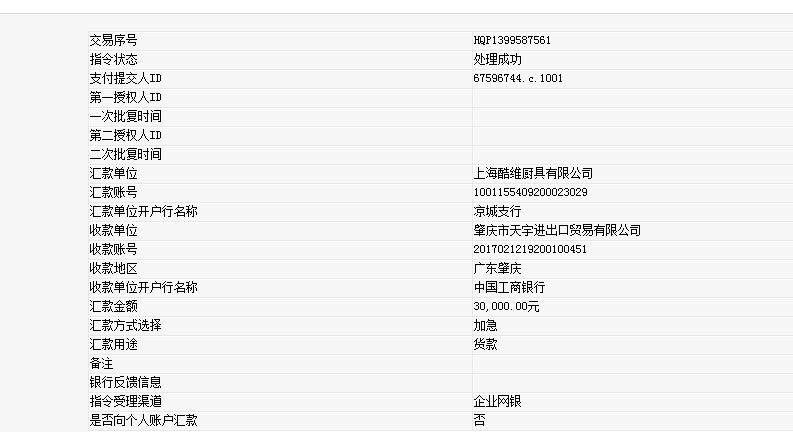 交易序号 HQP1399587561
指令状态 处理成功
支付提交人ID 67596744.c.1001
第一授权人ID
一次批复时间
第二授权人ID
二次批复时间
汇款单位 上海酷维厨具有限公司
汇款账号 1001155409200023029
汇款单位开户行名称 凉城支行
收款单位 肇庆市天宇进出口贸易有限公司
收款账号 2017021219200100451
收款地区 广东肇庆
收款单位开户行名称 中国工商银行
汇款金额 30,000.00元
汇款方式选择 加急
汇款用途 货款
备注
银行反馈信息
指令受理渠道 企业网银
是否向个人账户汇款 否